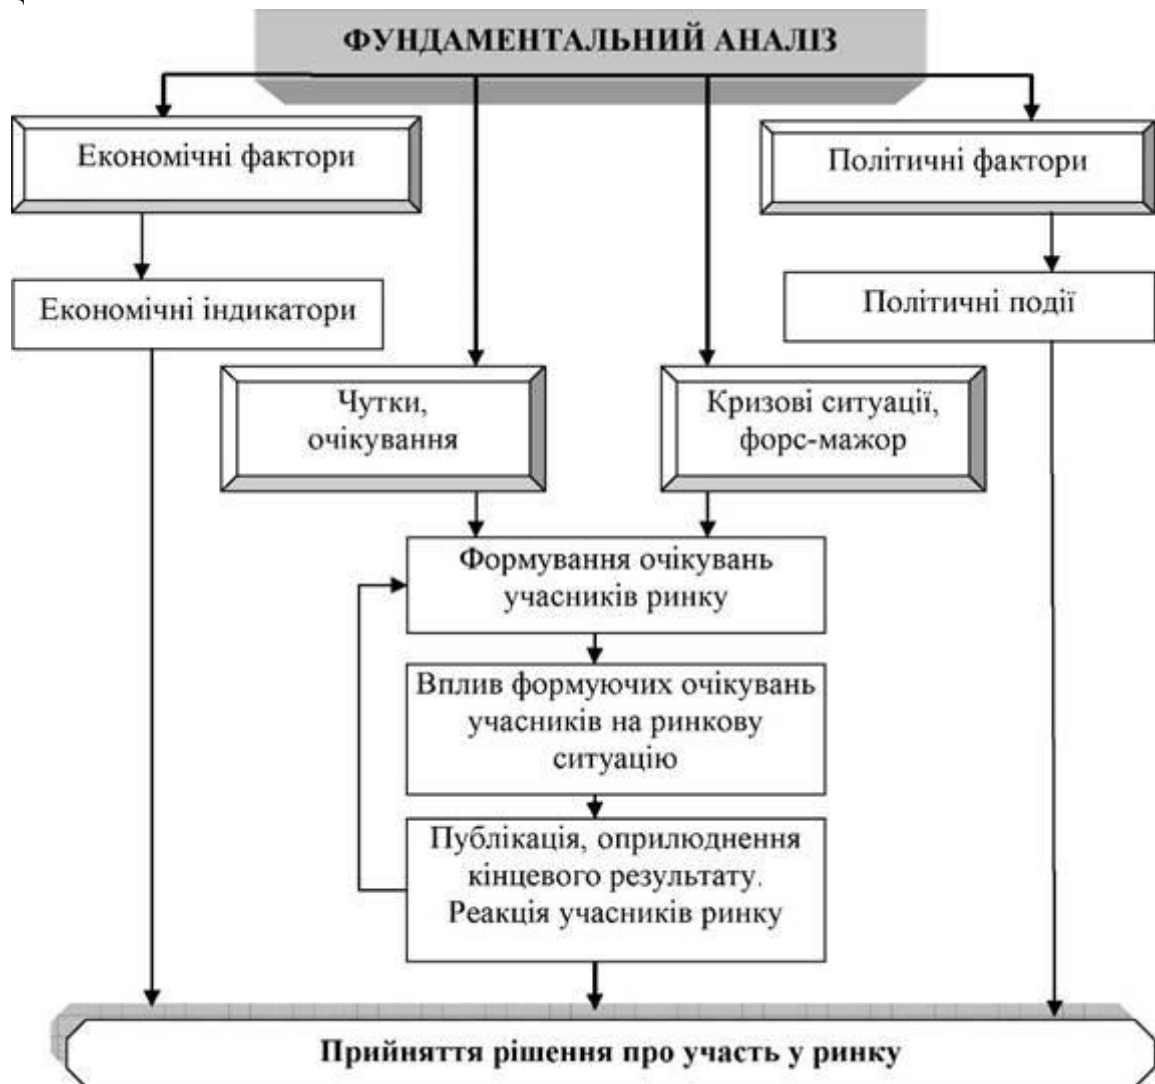 ФУНДАМЕНТАЛЬНИЙ АНАЛІЗ
Економічні фактори
Політичні фактори
Економічні індикатори
Політичні події
Чутки,
очікування
Кризові ситуації,
форс-мажор
Формування очікувань
учасників ринку
Вплив формуючих очікувань
учасників на ринкову
ситуацію
Публікація, оприлюднення
кінцевого результату.
Реакція учасників ринку
Прийняття рішення про участь у ринку